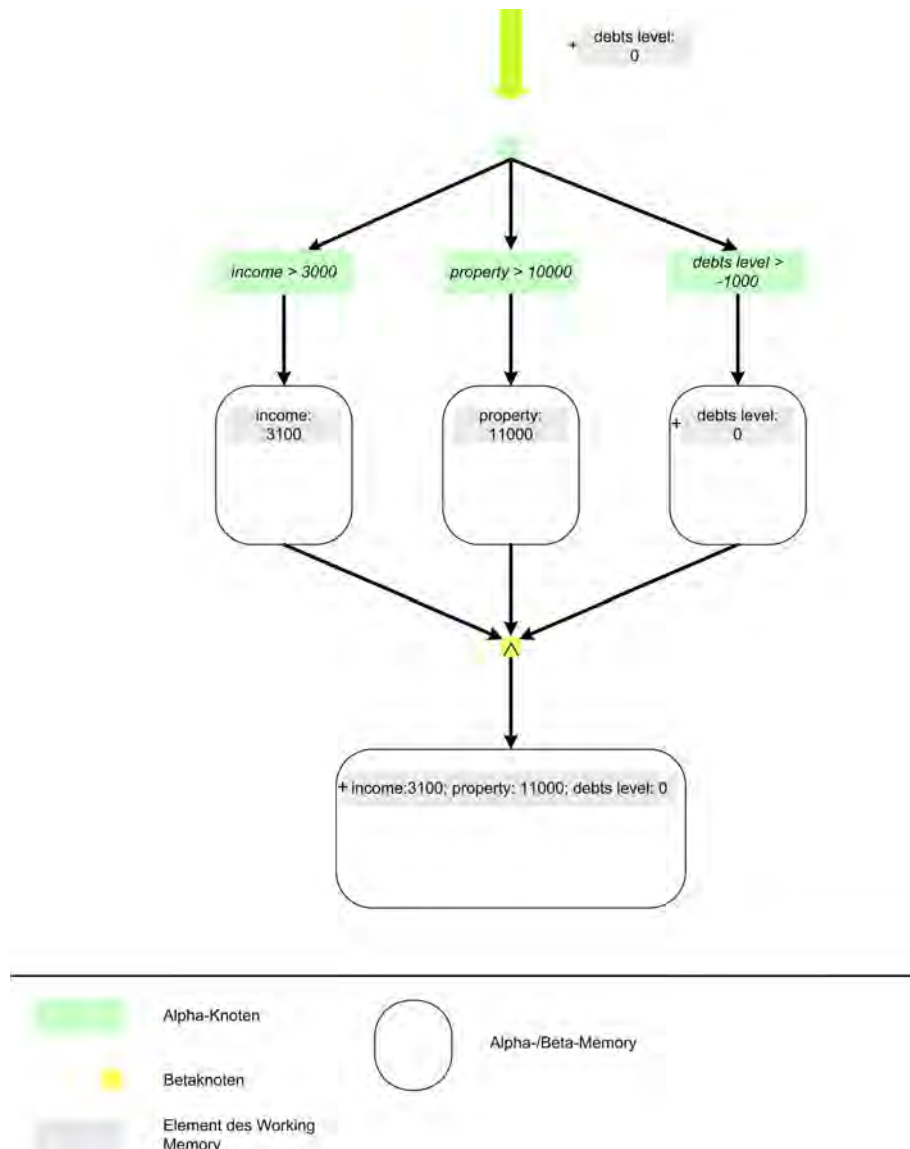 + debts level:
0
income > 3000
property > 10000
debts level >
-1000
income:
3100
property:
11000
+ debts level:
0
∧
+ income:3100; property: 11000; debts level: 0
Alpha-Knoten
Alpha-/Beta-Memory
Betaknoten
Element des Working
Memory